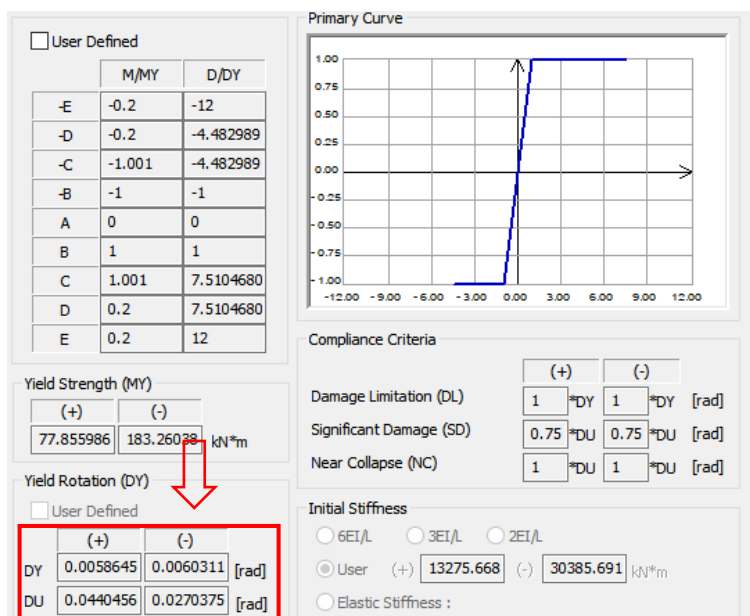 User Defined
M/MY D/DY
-E -0.2 -12
-D -0.2 -4.482989
-C -1.001 -4.482989
-B -1 -1
A 0 0
B 1 1
C 1.001 7.5104680
D 0.2 7.5104680
E 0.2 12
Yield Strength (MY)
(+) (-)
77.855986 183.26038 kN*m
Yield Rotation (DY)
User Defined
(+) (-)
DY 0.0058645 0.0060311 [rad]
DU 0.0440456 0.0270375 [rad]
Primary Curve
1.00
0.75
0.50
0.25
0.00
-0.25
-0.50
-0.75
-1.00
-12.00 -9.00 -6.00 -3.00 0.00 3.00 6.00 9.00 12.00
Compliance Criteria
(+) (-)
Damage Limitation (DL) 1 *DY 1 *DY [rad]
Significant Damage (SD) 0.75 *DU 0.75 *DU [rad]
Near Collapse (NC) 1 *DU 1 *DU [rad]
Initial Stiffness
6EI/L 3EI/L 2EI/L
User (+) 13275.668 (-) 30385.691 kN*m
Elastic Stiffness :